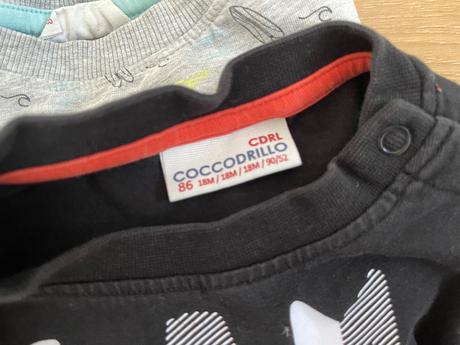 CDRL
COCCODRILLO
86 18M / 18M / 18M / 90/52